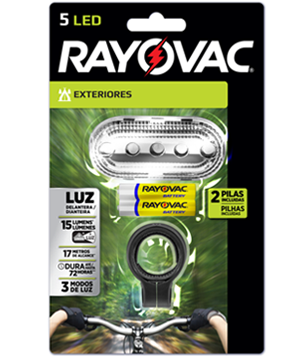 5 LED
RAYOVAC
EXTERIORES
LUZ
DELANTERA /
DIANTEIRA
15 LUMENS
LÚMENES
17 METROS
DE ALCANCE
DURA
72 HORAS
3 MODOS
DE LUZ
RAYOVAC
BATTERY
RAYOVAC
BATTERY
2 PILAS
INCLUIDAS
PILHAS
INCLUÍDAS